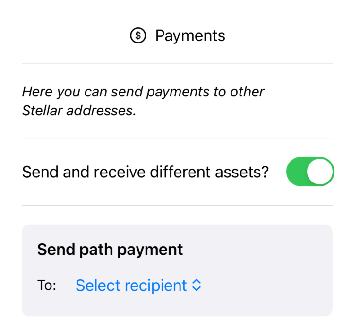 Payments
Here you can send payments to other
Stellar addresses.
Send and receive different assets?
Send path payment
To: Select recipient